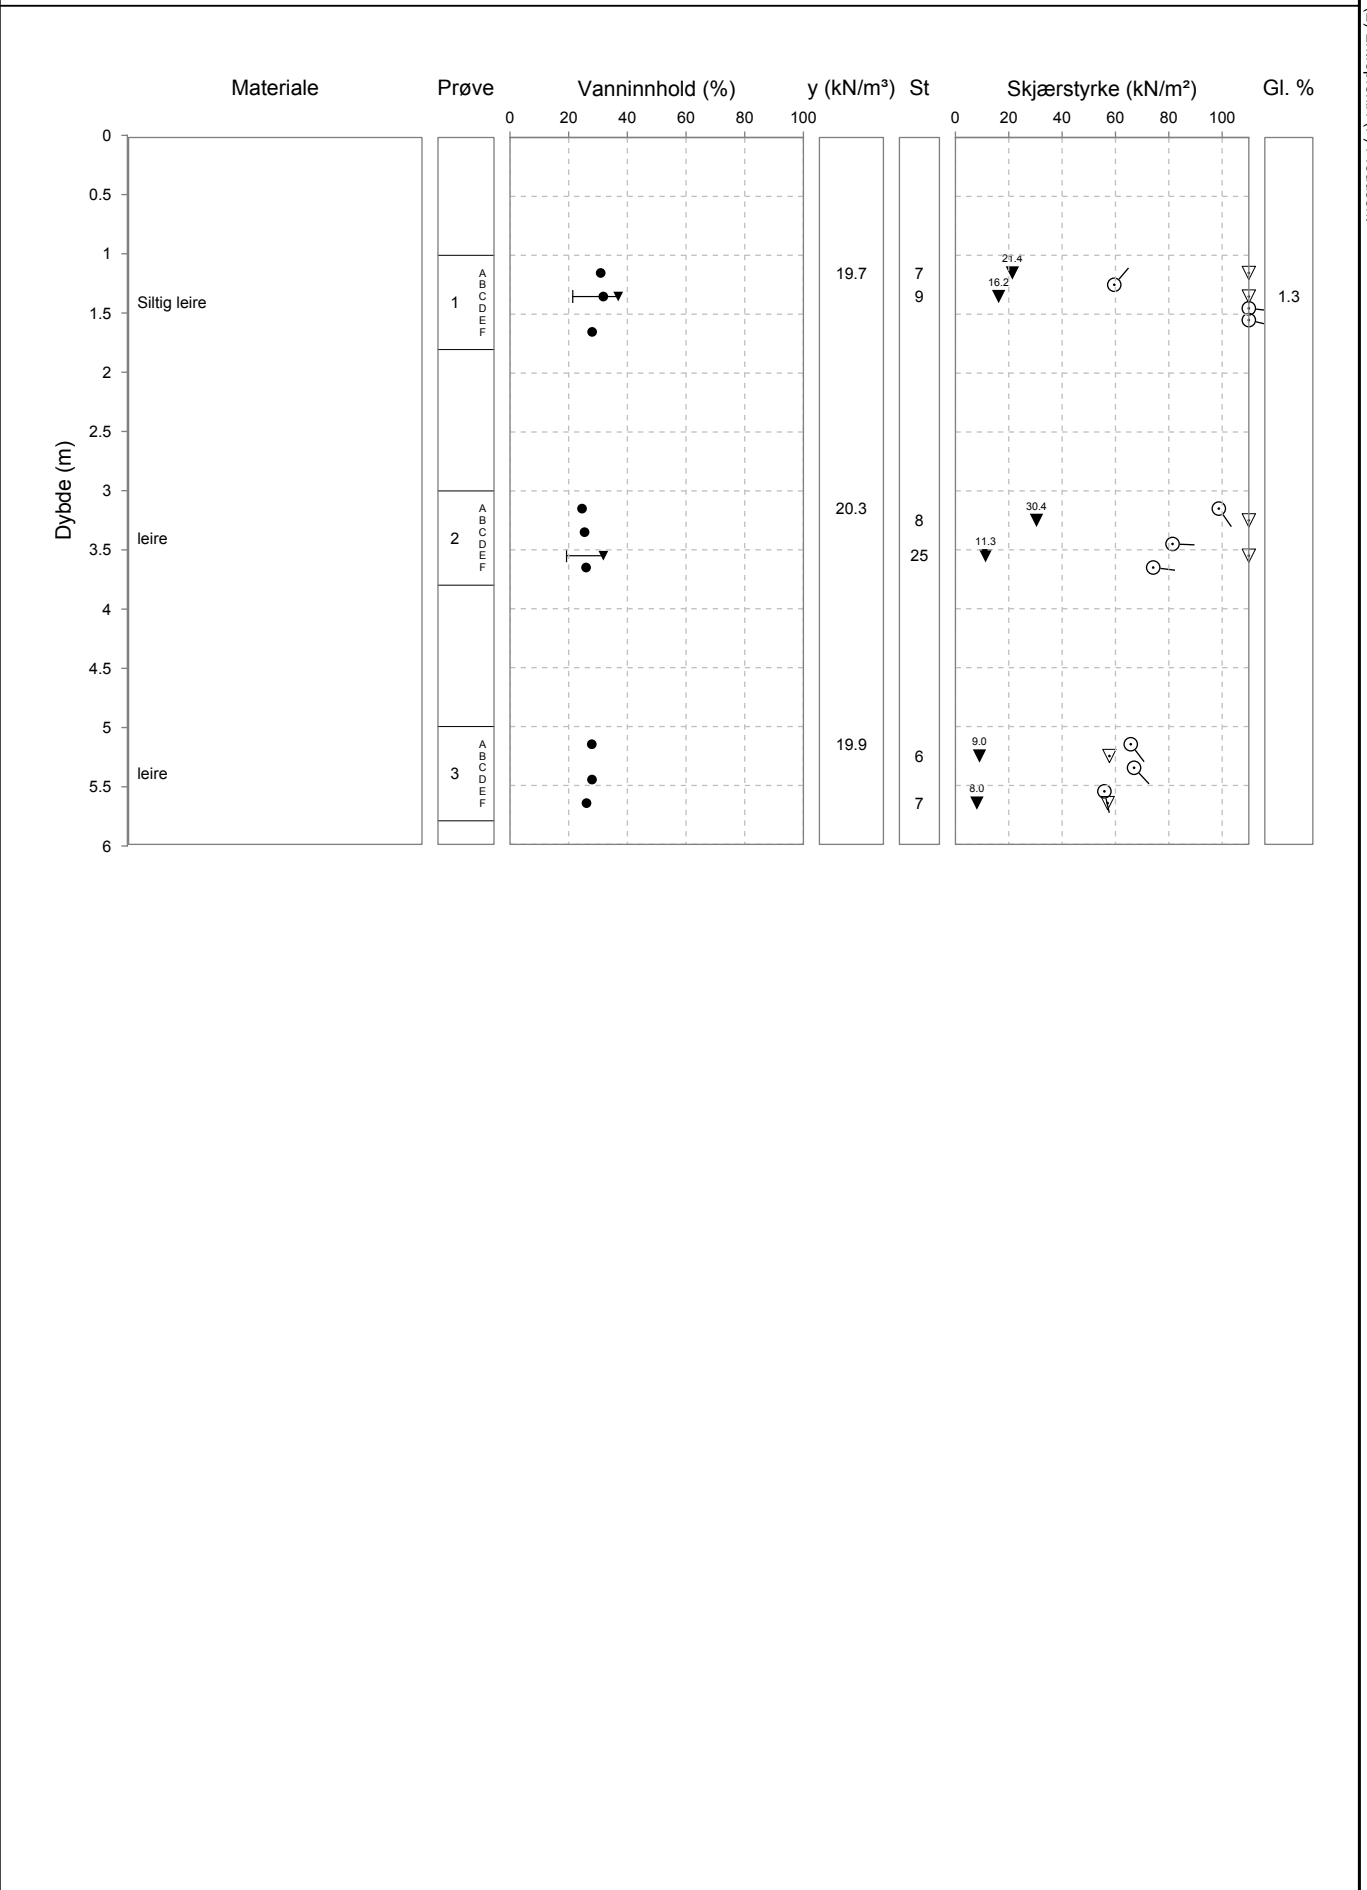 Materiale Prøve Vanninnhold (%) y (kN/m³) St Skjærstyrke (kN/m²) Gl. %
0 20 40 60 80 100 0 20 40 60 80 100
0
0.5
1
21.4
A 19.7 7
B
16.2
Siltig leire 1 C 9 1.3
D
1.5 E
F
2
2.5
Dybde (m)
3
A 20.3
30.4
B 8
C
leire 2 D
11.3
3.5 E 25
F
4
4.5
5
9.0
A 19.9
B 6
C
leire 3 D
5.5 E
8.0
F 7
6